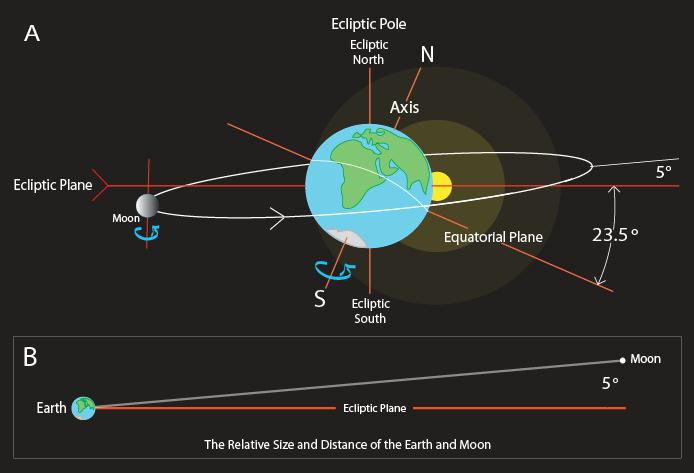 A
Ecliptic Pole
Ecliptic
North
N
Axis
Ecliptic Plane
5°
Moon
Equatorial Plane
23.5°
S
Ecliptic
South
B
Moon
5°
Earth
Ecliptic Plane
The Relative Size and Distance of the Earth and Moon